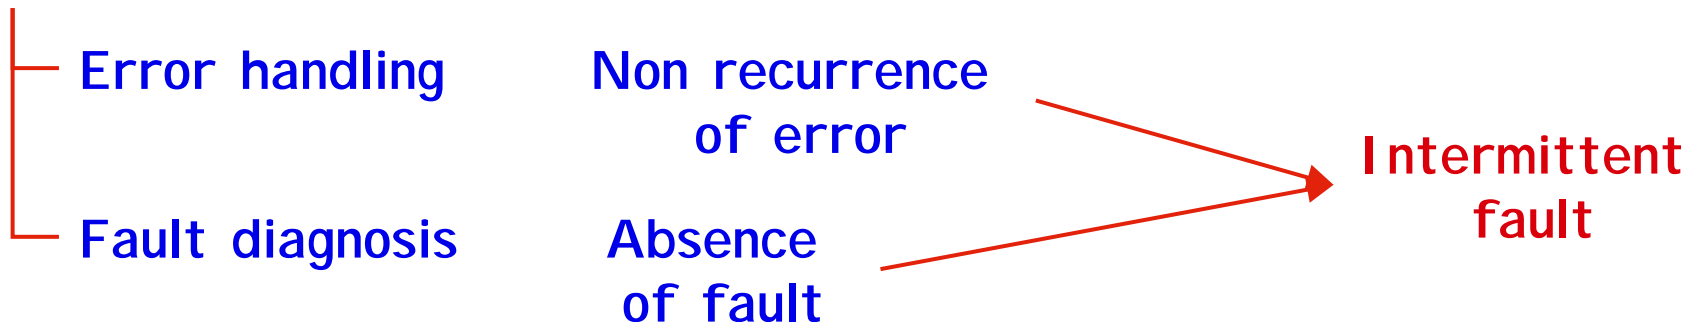 Error handling
Non recurrence
of error
Fault diagnosis
Absence
of fault
Intermittent
fault